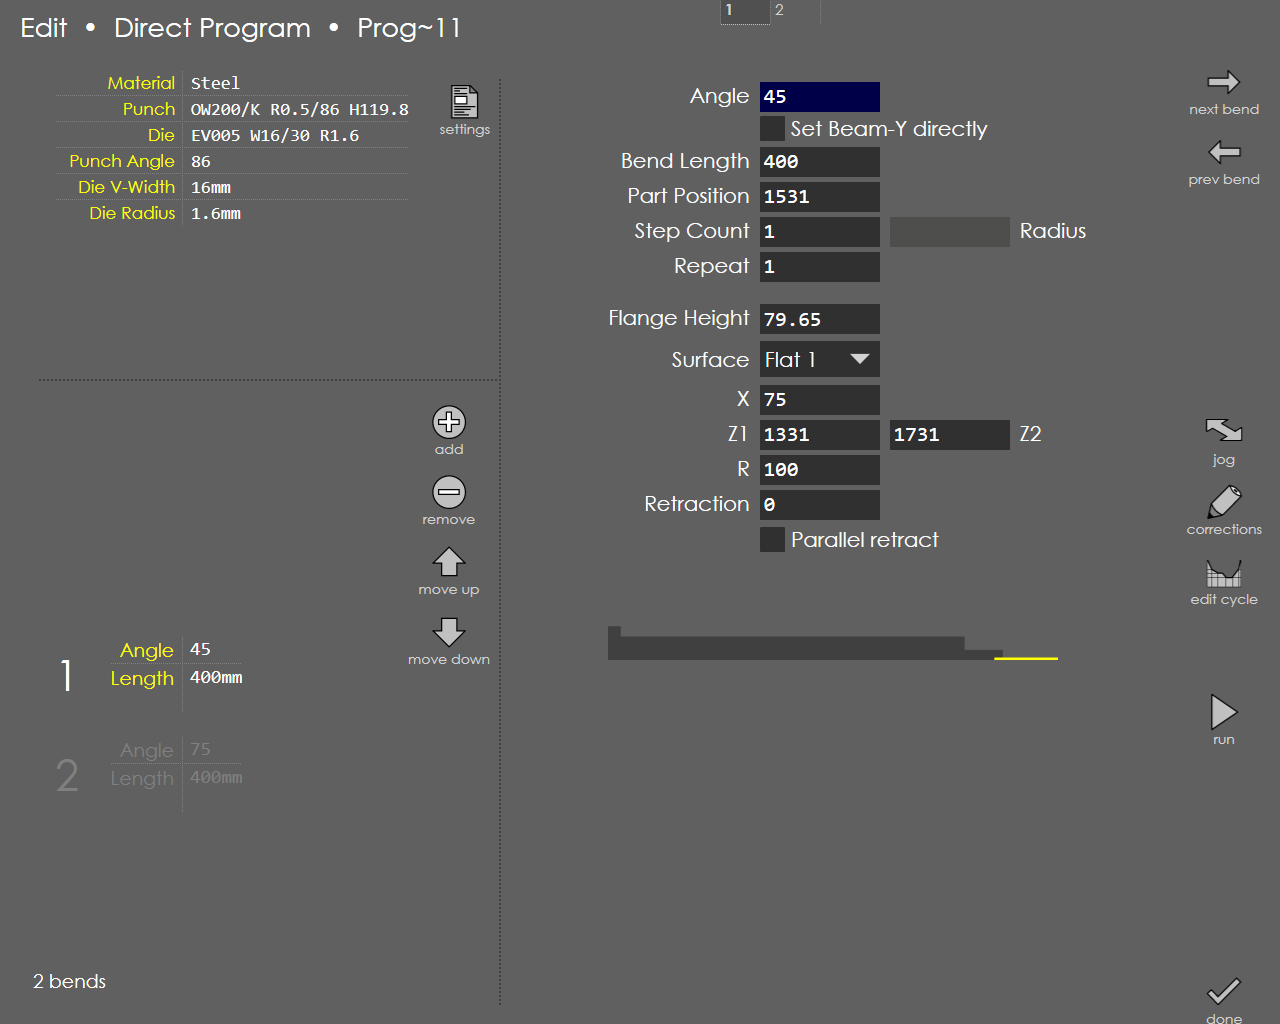 Edit • Direct Program • Prog~11
1 2
Material Steel
Punch OW200/K R0.5/86 H119.8
Die EV005 W16/30 R1.6
Punch Angle 86
Die V-Width 16mm
Die Radius 1.6mm
settings
add
remove
move up
move down
1 Angle 45
Length 400mm
2 Angle 75
Length 400mm
2 bends
Angle 45
Set Beam-Y directly
Bend Length 400
Part Position 1531
Step Count 1 Radius
Repeat 1
Flange Height 79.65
Surface Flat 1
X 75
Z1 1331 1731 Z2
R 100
Retraction 0
Parallel retract
next bend
prev bend
jog
corrections
edit cycle
run
done